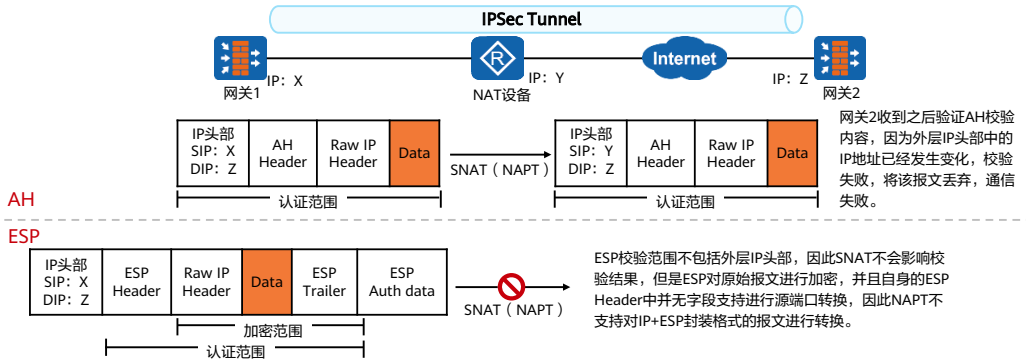 IPSec Tunnel
IP：X
网关1
R
NAT设备
IP：Y
Internet
IP：Z
网关2
IP头部
SIP：X
DIP：Z
AH
Header
Raw IP
Header
Data
认证范围
SNAT（NAPT）
IP头部
SIP：Y
DIP：Z
AH
Header
Raw IP
Header
Data
认证范围
网关2收到之后验证AH校验
内容，因为外层IP头部中的
IP地址已经发生变化，校验
失败，将该报文丢弃，通信
失败。
AH
ESP
IP头部
SIP：X
DIP：Z
ESP
Header
Raw IP
Header
Data
ESP
Trailer
ESP
Auth data
加密范围
认证范围
SNAT（NAPT）
ESP校验范围不包括外层IP头部，因此SNAT不会影响校
验结果，但是ESP对原始报文进行加密，并且自身的ESP
Header中并无字段支持进行源端口转换，因此NAPT不
支持对IP+ESP封装格式的报文进行转换。